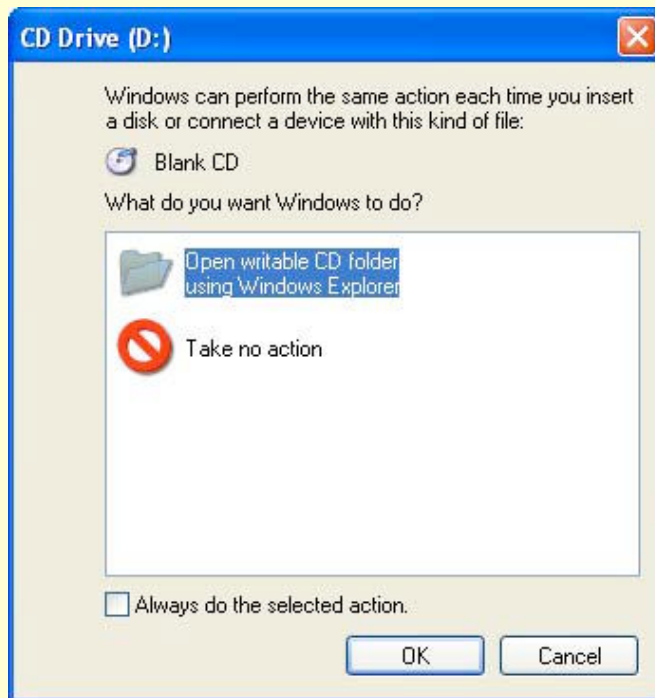 CD Drive (D:)
Windows can perform the same action each time you insert
a disk or connect a device with this kind of file:
Blank CD
What do you want Windows to do?
Open writable CD folder
using Windows Explorer
Take no action
Always do the selected action.
OK
Cancel